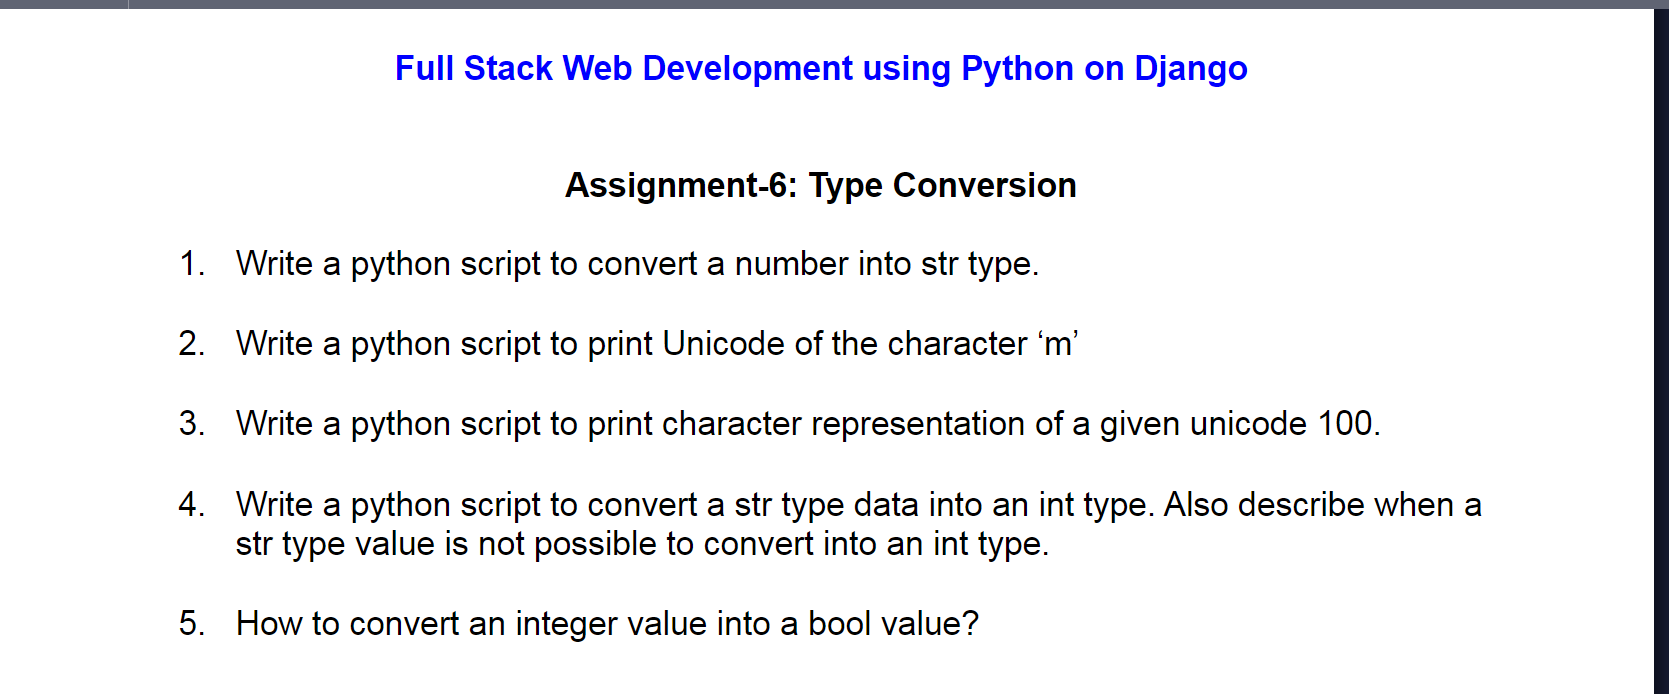 Full Stack Web Development using Python on Django
Assignment-6: Type Conversion
1. Write a python script to convert a number into str type.
2. Write a python script to print Unicode of the character ‘m’
3. Write a python script to print character representation of a given unicode 100.
4. Write a python script to convert a str type data into an int type. Also describe when a
str type value is not possible to convert into an int type.
5. How to convert an integer value into a bool value?